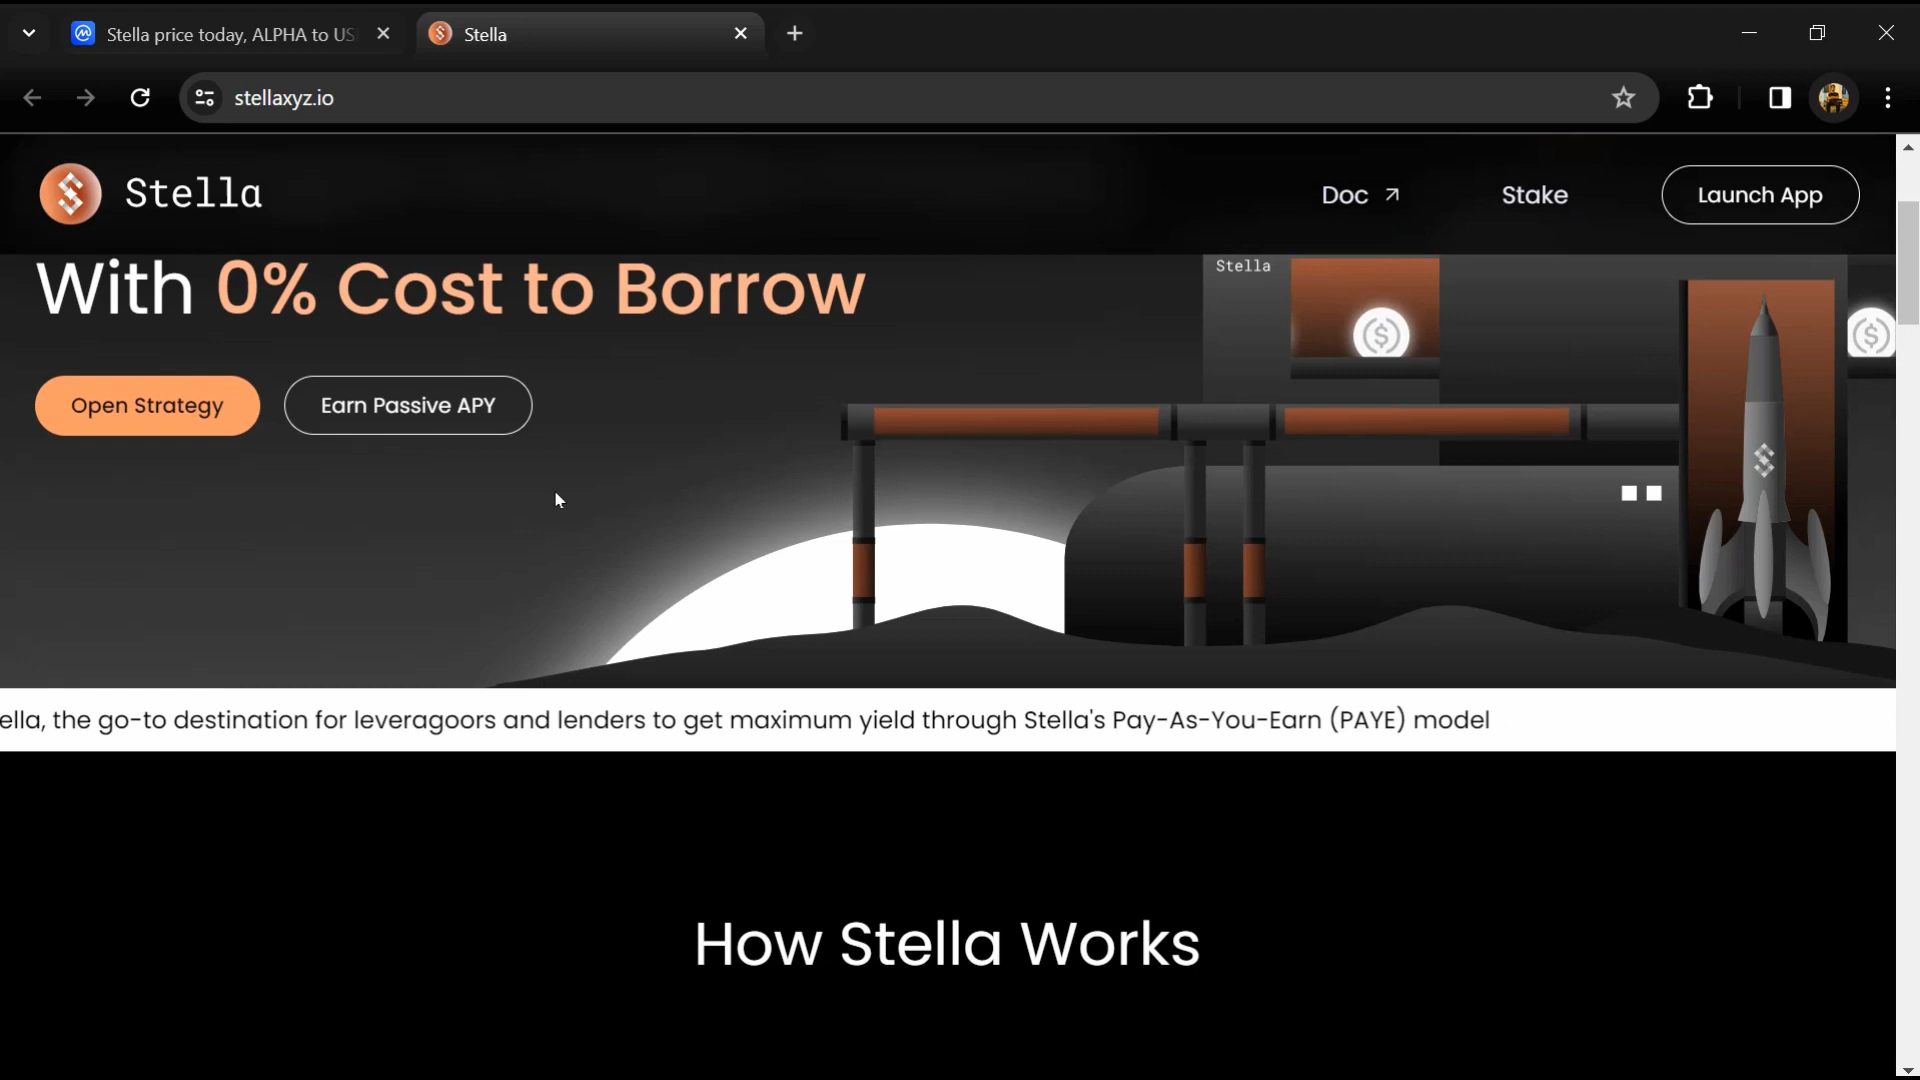 Stella price today, ALPHA to US
Stella
stellaxyz.io
Stella
Doc
Stake
Launch App
With 0% Cost to Borrow
Stella
Open Strategy
Earn Passive APY
ella, the go-to destination for leveragoors and lenders to get maximum yield through Stella's Pay-As-You-Earn (PAYE) model
How Stella Works